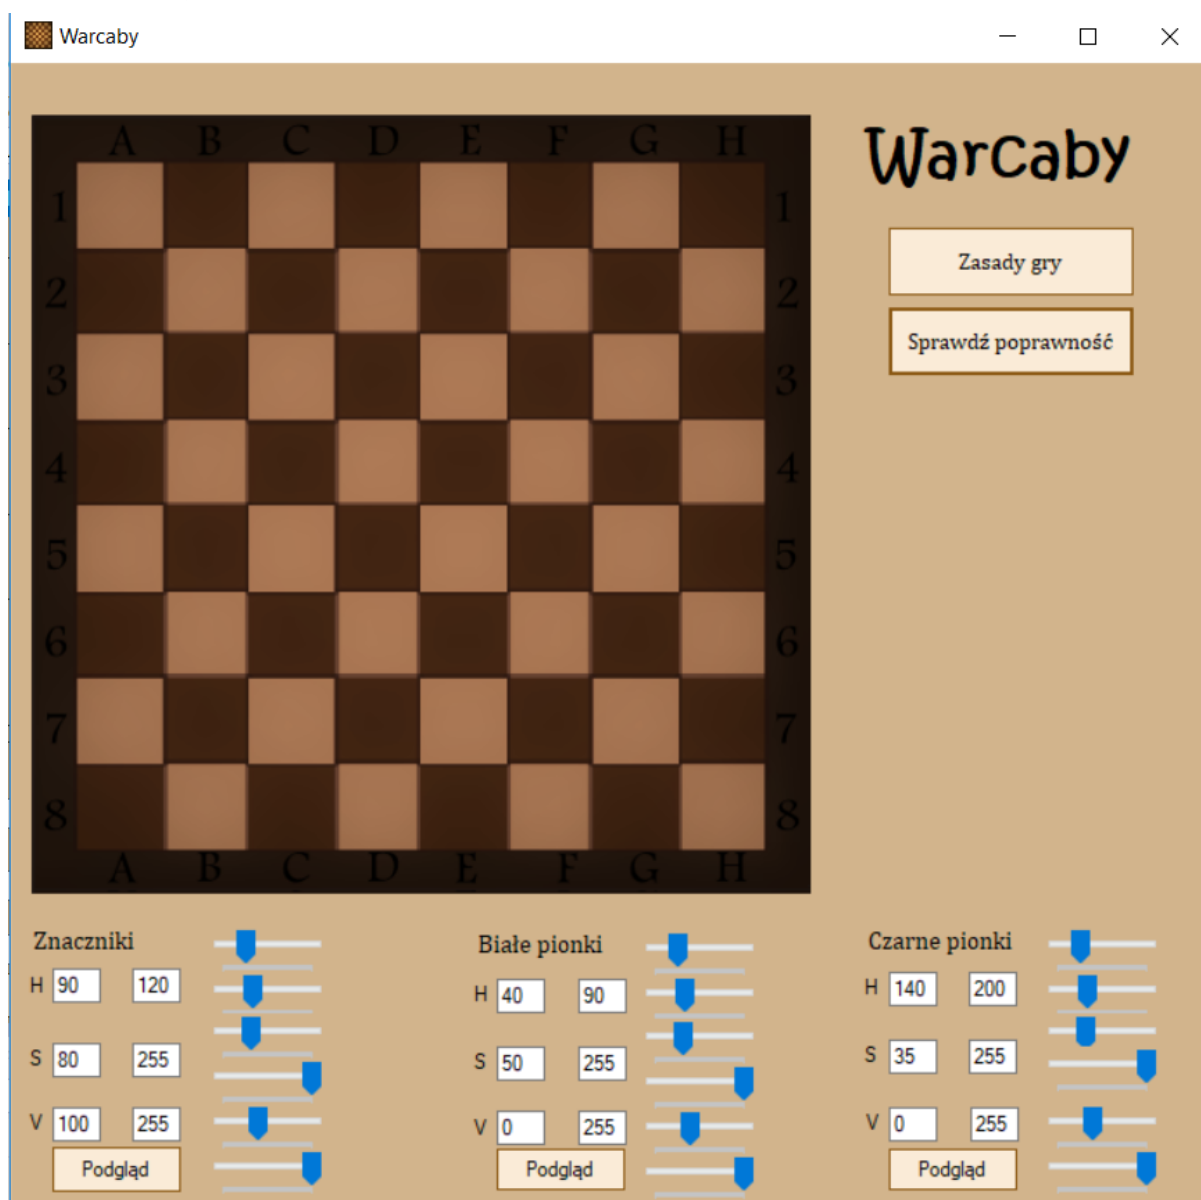 Warcaby
A B C D E F G H
Warcaby
1 1
Zasady gry
2 2
Sprawdź poprawność
3 3
4 4
5 5
6 6
7 7
8 8
A B C D E F G H
Znaczniki
H 90 120
S 80 255
V 100 255
Podgląd
Białe pionki
H 40 90
S 50 255
V 0 255
Podgląd
Czarne pionki
H 140 200
S 35 255
V 0 255
Podgląd